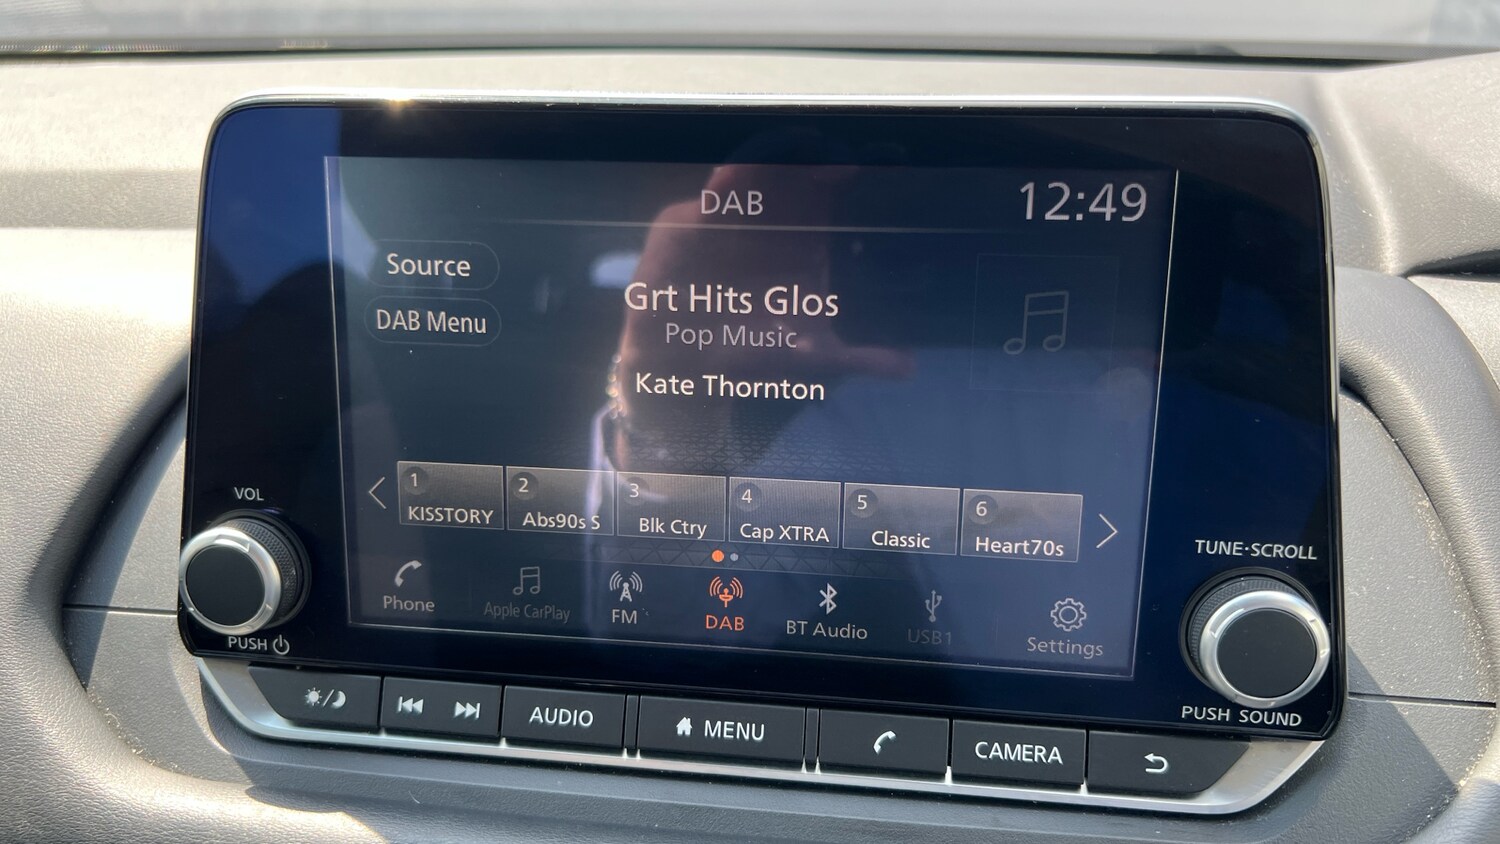 DAB
12:49
Source
DAB Menu
Grt Hits Glos
Pop Music
Kate Thornton
1
KISSTORY
2
Abs90s S
3
Blk Ctry
4
Cap XTRA
5
Classic
6
Heart70s
Phone
Apple CarPlay
FM
DAB
BT Audio
USB1
Settings
VOL
PUSH
TUNE·SCROLL
PUSH SOUND
AUDIO
MENU
CAMERA